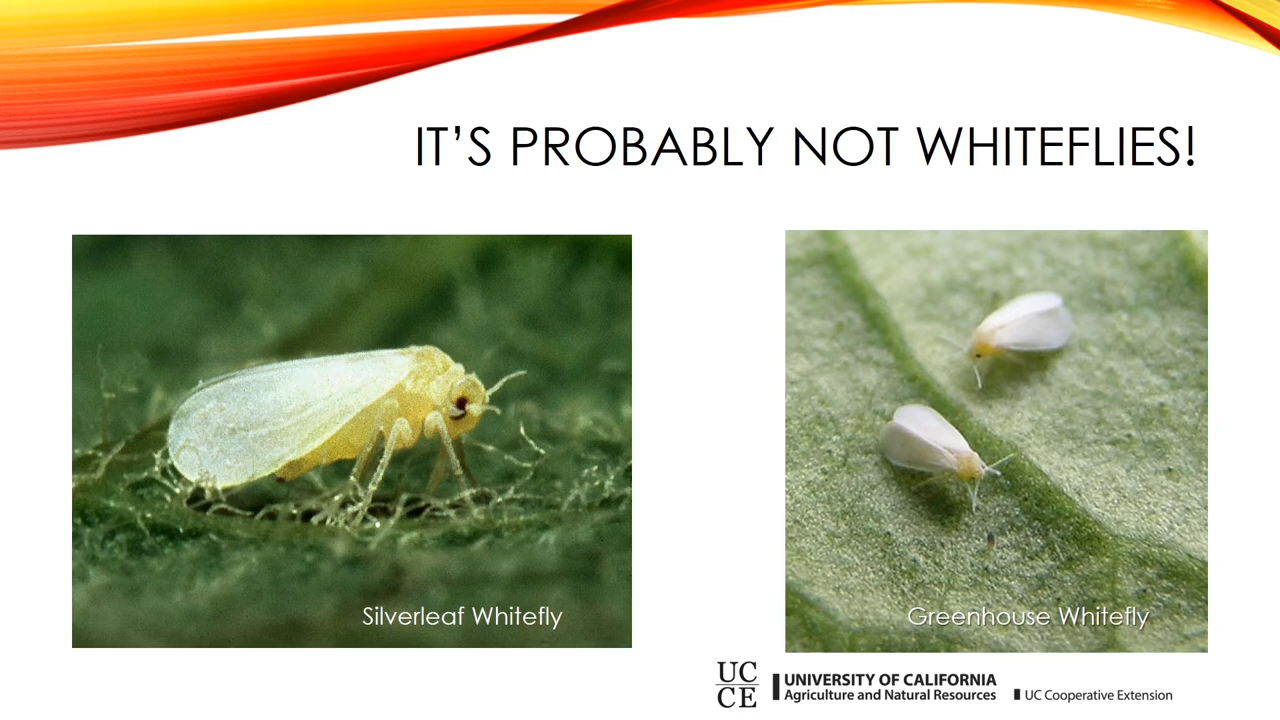 IT'S PROBABLY NOT WHITEFLIES!
Silverleaf Whitefly
Greenhouse Whitefly
UC
CE
UNIVERSITY OF CALIFORNIA
Agriculture and Natural Resources
UC Cooperative Extension